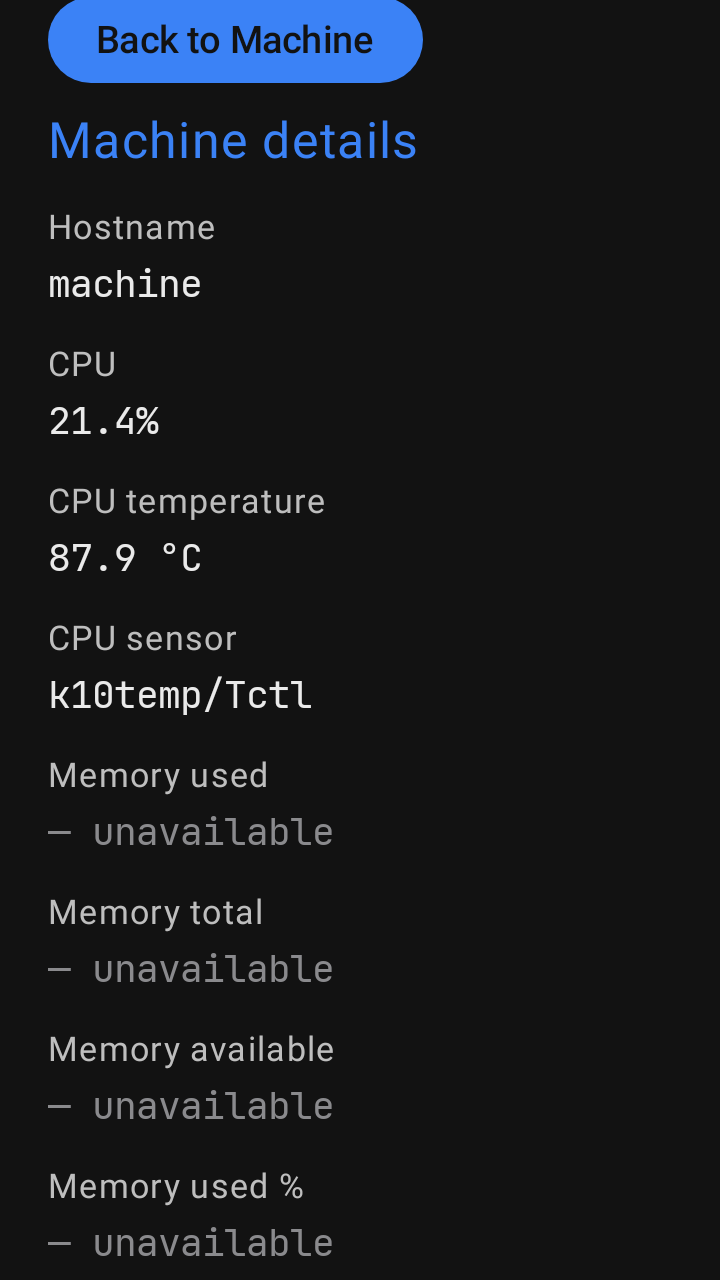 Back to Machine
Machine details
Hostname
machine
CPU
21.4%
CPU temperature
87.9 °C
CPU sensor
k10temp/Tctl
Memory used
— unavailable
Memory total
— unavailable
Memory available
— unavailable
Memory used %
— unavailable